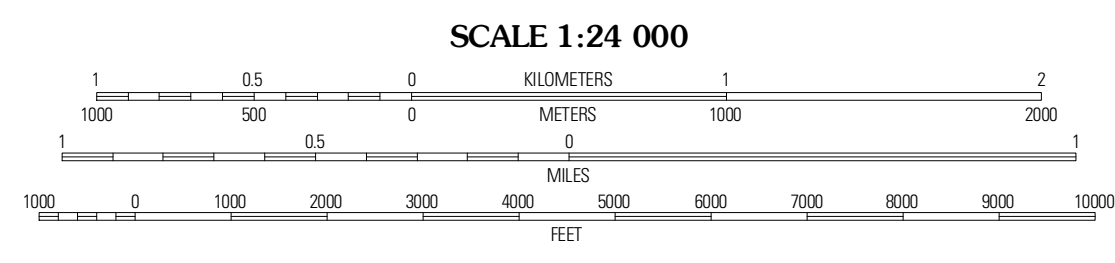 SCALE 1:24 000
1 0.5 0 KILOMETERS 1 2
1000 500 0 METERS 1000 2000
1 0.5 0 1
MILES
1000 0 1000 2000 3000 4000 5000 6000 7000 8000 9000 10000
FEET